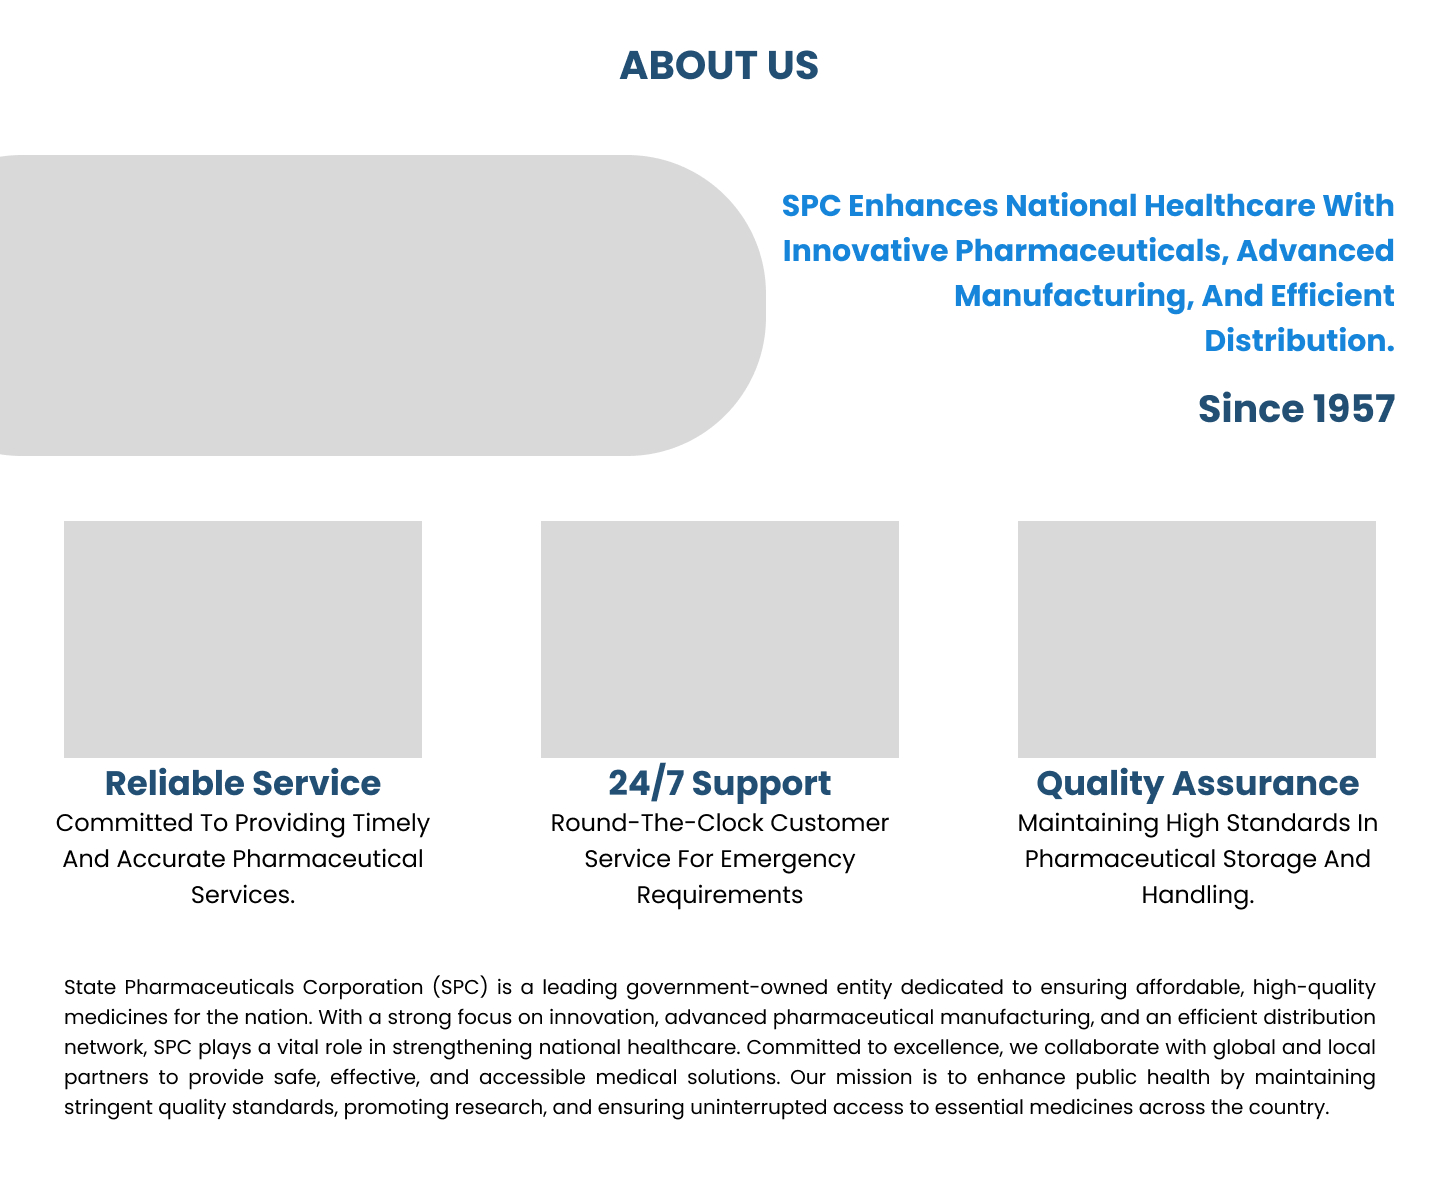 ABOUT US
SPC Enhances National Healthcare With
Innovative Pharmaceuticals, Advanced
Manufacturing, And Efficient
Distribution.
Since 1957
Reliable Service
Committed To Providing Timely
And Accurate Pharmaceutical
Services.
24/7 Support
Round-The-Clock Customer
Service For Emergency
Requirements
Quality Assurance
Maintaining High Standards In
Pharmaceutical Storage And
Handling.
State Pharmaceuticals Corporation (SPC) is a leading government-owned entity dedicated to ensuring affordable, high-quality
medicines for the nation. With a strong focus on innovation, advanced pharmaceutical manufacturing, and an efficient distribution
network, SPC plays a vital role in strengthening national healthcare. Committed to excellence, we collaborate with global and local
partners to provide safe, effective, and accessible medical solutions. Our mission is to enhance public health by maintaining
stringent quality standards, promoting research, and ensuring uninterrupted access to essential medicines across the country.